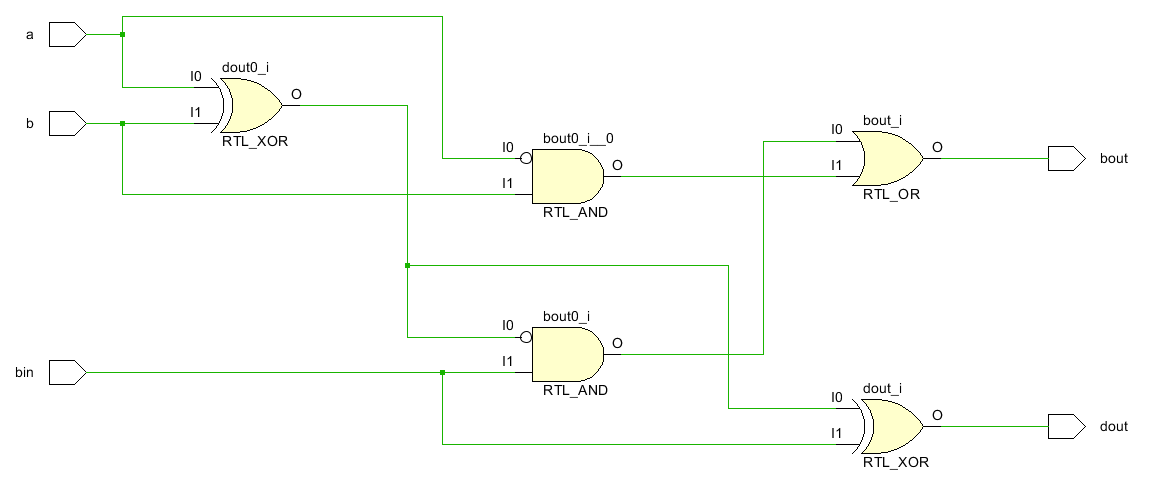 a
dout0_i
I0
O
b
I1
RTL_XOR
bout0_i__0
I0
O
I1
RTL_AND
bout_i
I0
O
bout
I1
RTL_OR
bout0_i
I0
O
bin
I1
RTL_AND
dout_i
I0
O
dout
I1
RTL_XOR